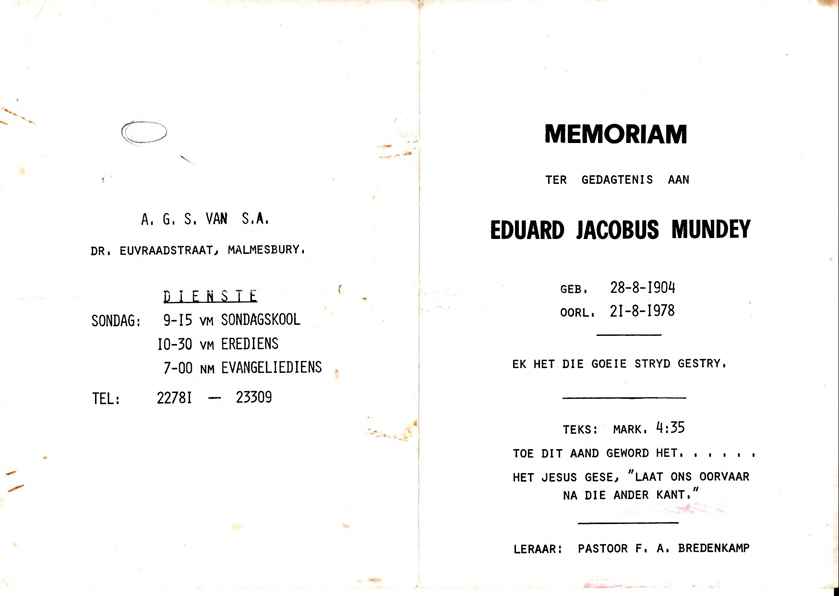 A. G. S. VAN S.A.
DR. EUVRAADSTRAAT, MALMESBURY.
DIENSTE
SONDAG: 9-15 VM SONDAGSKOOL
10-30 VM EREDIENS
7-00 NM EVANGELIEDIENS
TEL: 22781 — 23309
MEMORIAM
TER GEDAGTENIS AAN
EDUARD JACOBUS MUNDEY
GEB. 28-8-1904
OORL. 21-8-1978
EK HET DIE GOEIE STRYD GESTRY.
TEKS: MARK. 4:35
TOE DIT AAND GEWORD HET. . . . . .
HET JESUS GESE, "LAAT ONS OORVAAR
NA DIE ANDER KANT."
LERAAR: PASTOOR F. A. BREDENKAMP